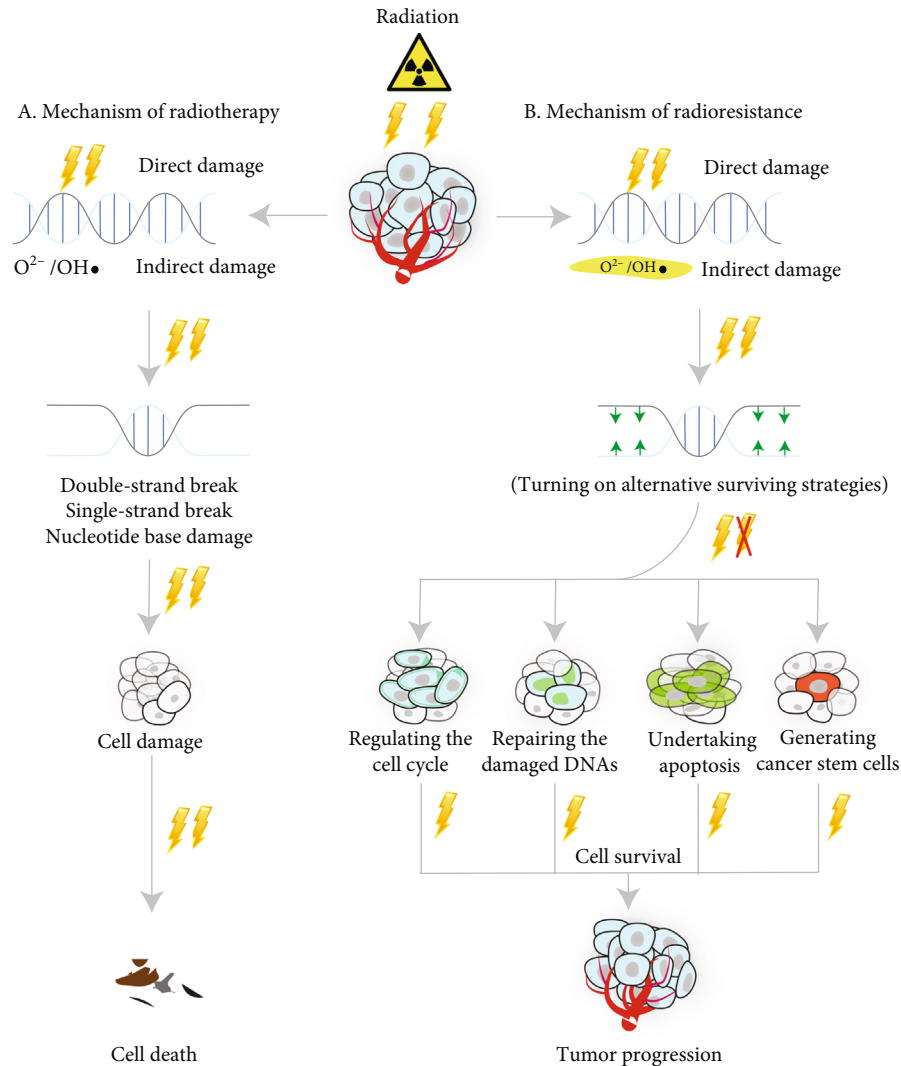 Radiation
A. Mechanism of radiotherapy
Direct damage
O²⁻ /OH●
Indirect damage
Double-strand break
Single-strand break
Nucleotide base damage
Cell damage
Cell death
B. Mechanism of radioresistance
Direct damage
O²⁻ /OH●
Indirect damage
(Turning on alternative surviving strategies)
Regulating the
cell cycle
Repairing the
damaged DNAs
Undertaking
apoptosis
Generating
cancer stem cells
Cell survival
Tumor progression